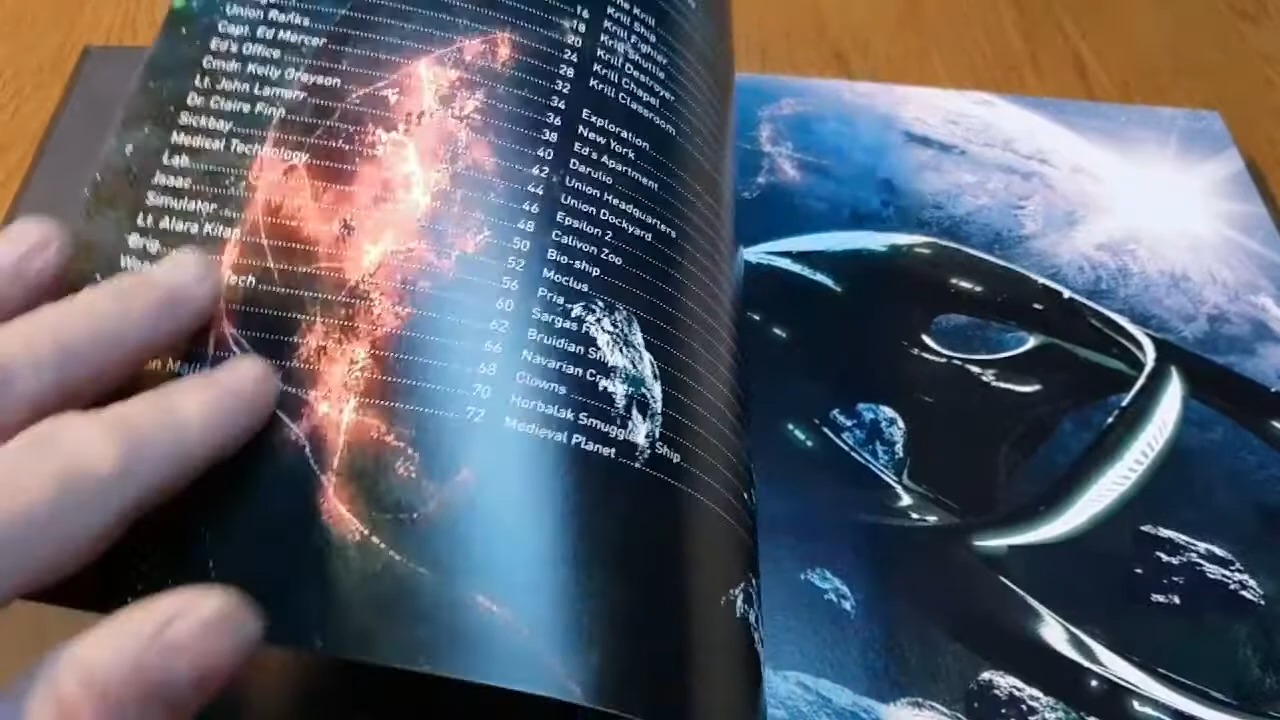 Union Ranks
Capt. Ed Mercer
Ed's Office
Cmdr. Kelly Grayson
Lt. John Lamarr
Dr. Claire Finn
Sickbay
Medical Technology
Lab
Isaac
Simulator
Lt. Alara Kitan
Brig
Tech
16
18
20
24
28
32
34
36
38
40
42
44
46
48
50
52
56
60
62
66
68
70
72
The Krill
Krill Ship
Krill Fighter
Krill Shuttle
Krill Destroyer
Krill Chapel
Krill Classroom
Exploration
New York
Ed's Apartment
Darulio
Union Headquarters
Union Dockyard
Epsilon 2
Calivon Zoo
Bio-ship
Moclus
Pria
Sargas
Bruidian
Navarian
Clowns
Horbalak Smuggler Ship
Medieval Planet